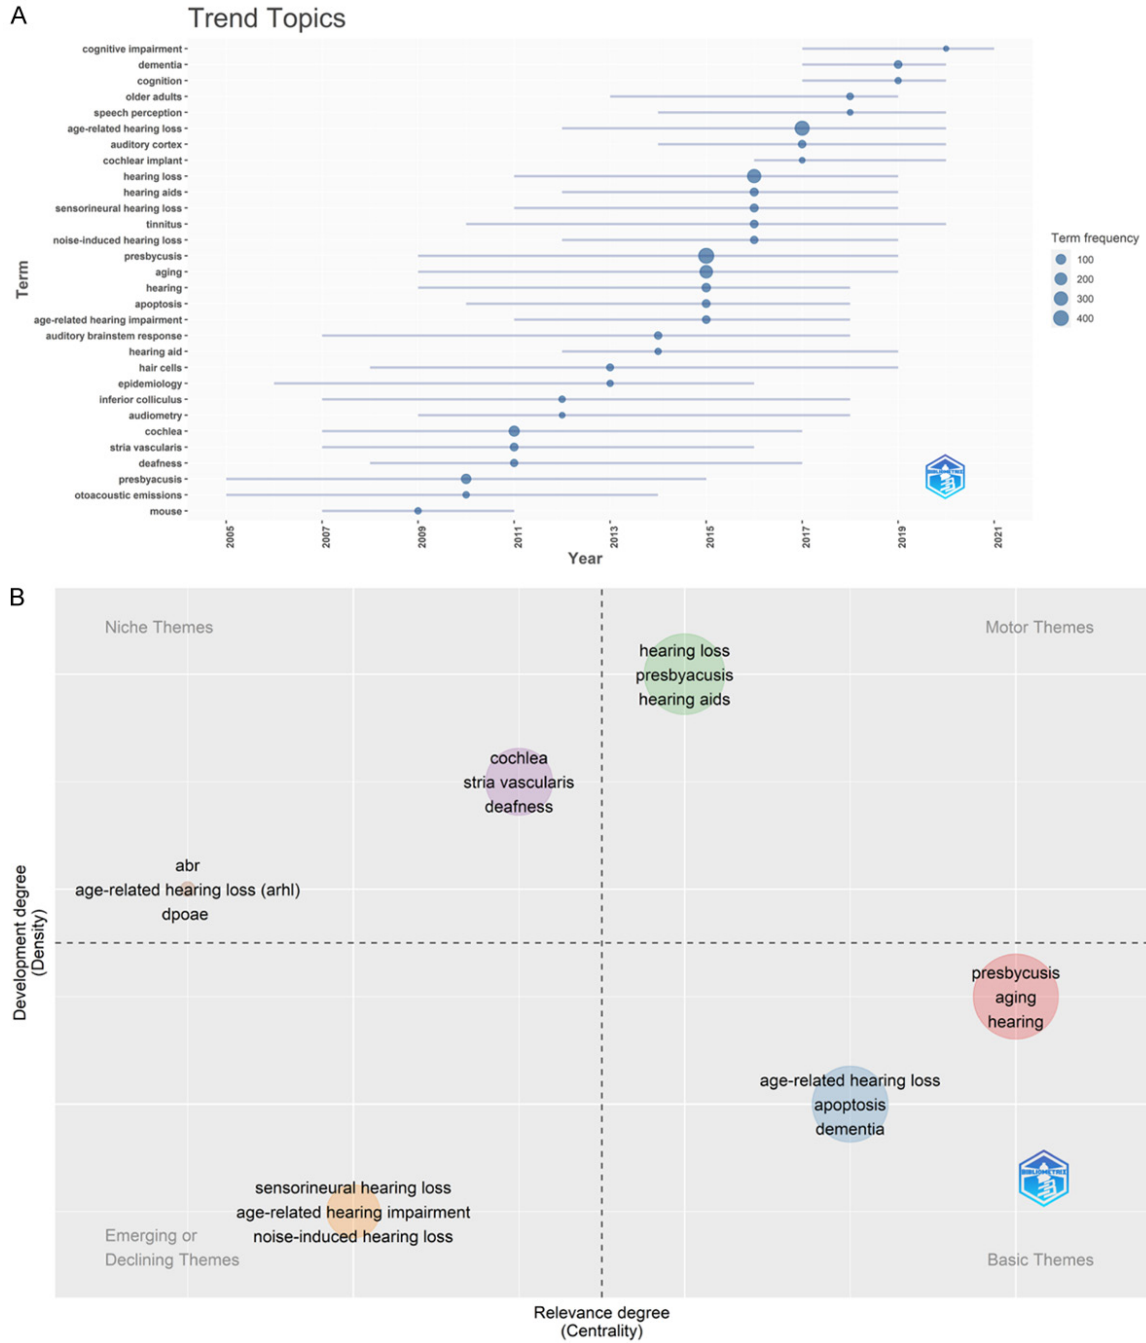 A
Trend Topics
cognitive impairment
dementia
cognition
older adults
speech perception
age-related hearing loss
auditory cortex
cochlear implant
hearing loss
hearing aids
sensorineural hearing loss
tinnitus
noise-induced hearing loss
presbycusis
aging
hearing
apoptosis
age-related hearing impairment
auditory brainstem response
hearing aid
hair cells
epidemiology
inferior colliculus
audiometry
cochlea
stria vascularis
deafness
presbyacusis
otoacoustic emissions
mouse
Term
Term frequency
100
200
300
400
BIBLIOMETRIX
2005
2007
2009
2011
2013
2015
2017
2019
2021
Year
B
Niche Themes
Motor Themes
hearing loss
presbyacusis
hearing aids
cochlea
stria vascularis
deafness
abr
age-related hearing loss (arhl)
dpoae
Development degree
(Density)
presbycusis
aging
hearing
age-related hearing loss
apoptosis
dementia
BIBLIOMETRIX
sensorineural hearing loss
age-related hearing impairment
noise-induced hearing loss
Emerging or
Declining Themes
Basic Themes
Relevance degree
(Centrality)